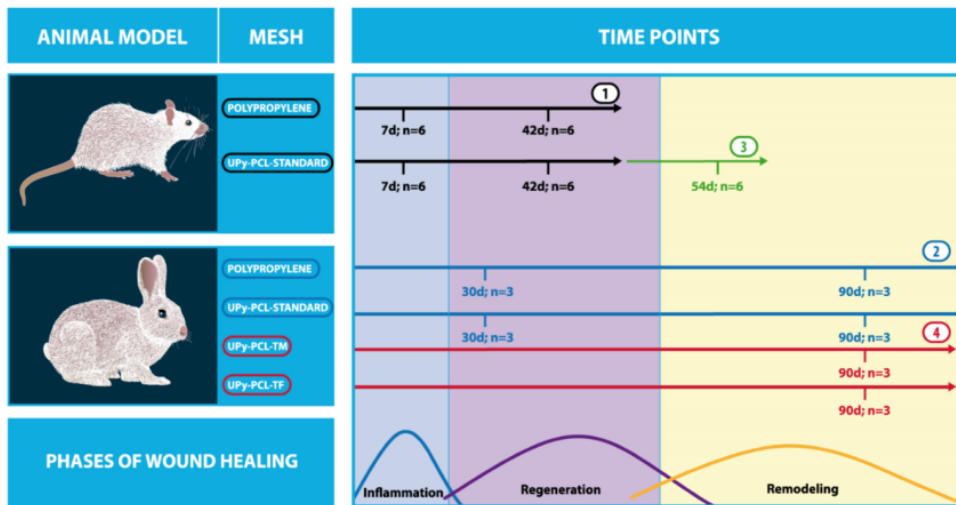 ANIMAL MODEL
MESH
TIME POINTS
POLYPROPYLENE
UPy-PCL-STANDARD
1
7d; n=6
42d; n=6
3
7d; n=6
42d; n=6
54d; n=6
POLYPROPYLENE
UPy-PCL-STANDARD
UPy-PCL-TM
UPy-PCL-TF
2
30d; n=3
90d; n=3
30d; n=3
90d; n=3
4
90d; n=3
90d; n=3
PHASES OF WOUND HEALING
Inflammation
Regeneration
Remodeling